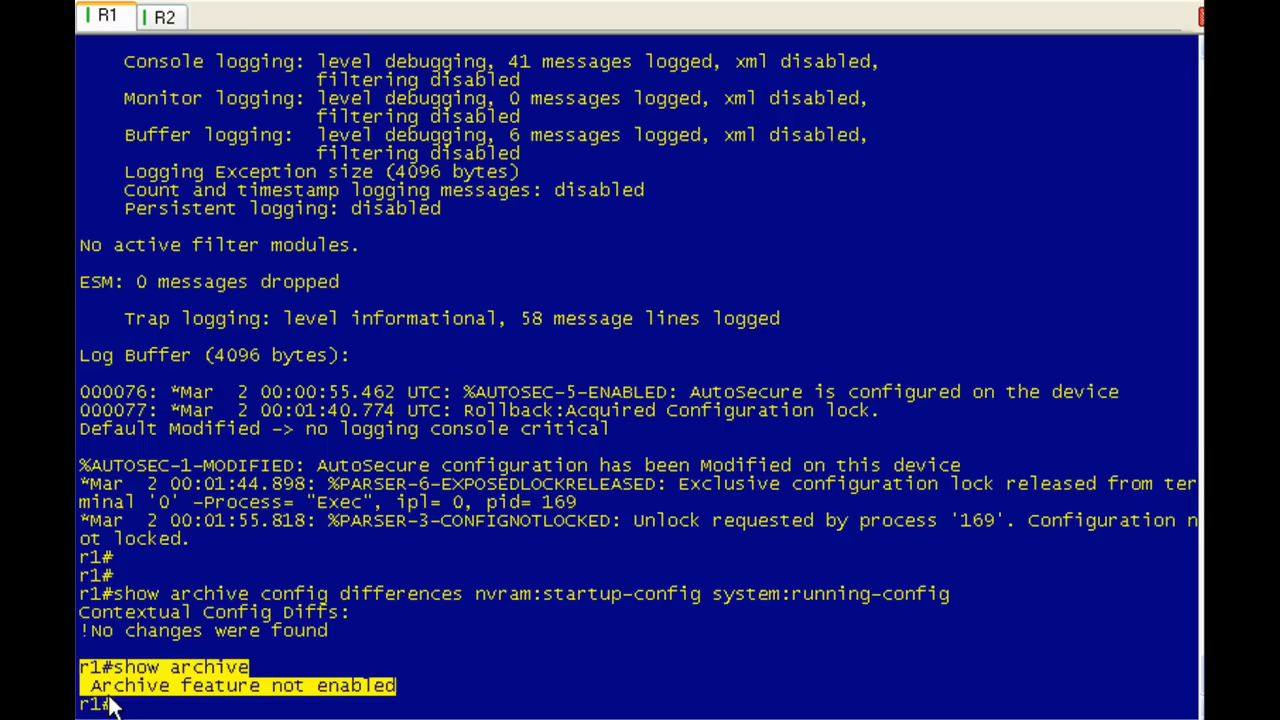 R1
R2
Console logging: level debugging, 41 messages logged, xml disabled,
filtering disabled
Monitor logging: level debugging, 0 messages logged, xml disabled,
filtering disabled
Buffer logging:  level debugging, 6 messages logged, xml disabled,
filtering disabled
Logging Exception size (4096 bytes)
Count and timestamp logging messages: disabled
Persistent logging: disabled
No active filter modules.
ESM: 0 messages dropped
Trap logging: level informational, 58 message lines logged
Log Buffer (4096 bytes):
000076: *Mar  2 00:00:55.462 UTC: %AUTOSEC-5-ENABLED: AutoSecure is configured on the device
000077: *Mar  2 00:01:40.774 UTC: Rollback:Acquired Configuration lock.
Default Modified -> no logging console critical
%AUTOSEC-1-MODIFIED: AutoSecure configuration has been Modified on this device
*Mar  2 00:01:44.898: %PARSER-6-EXPOSEDLOCKRELEASED: Exclusive configuration lock released from ter
minal '0' -Process= "Exec", ipl= 0, pid= 169
*Mar  2 00:01:55.818: %PARSER-3-CONFIGNOTLOCKED: Unlock requested by process '169'. Configuration n
ot locked.
r1#
r1#
r1#show archive config differences nvram:startup-config system:running-config
Contextual Config Diffs:
!No changes were found
r1#show archive
Archive feature not enabled
r1#